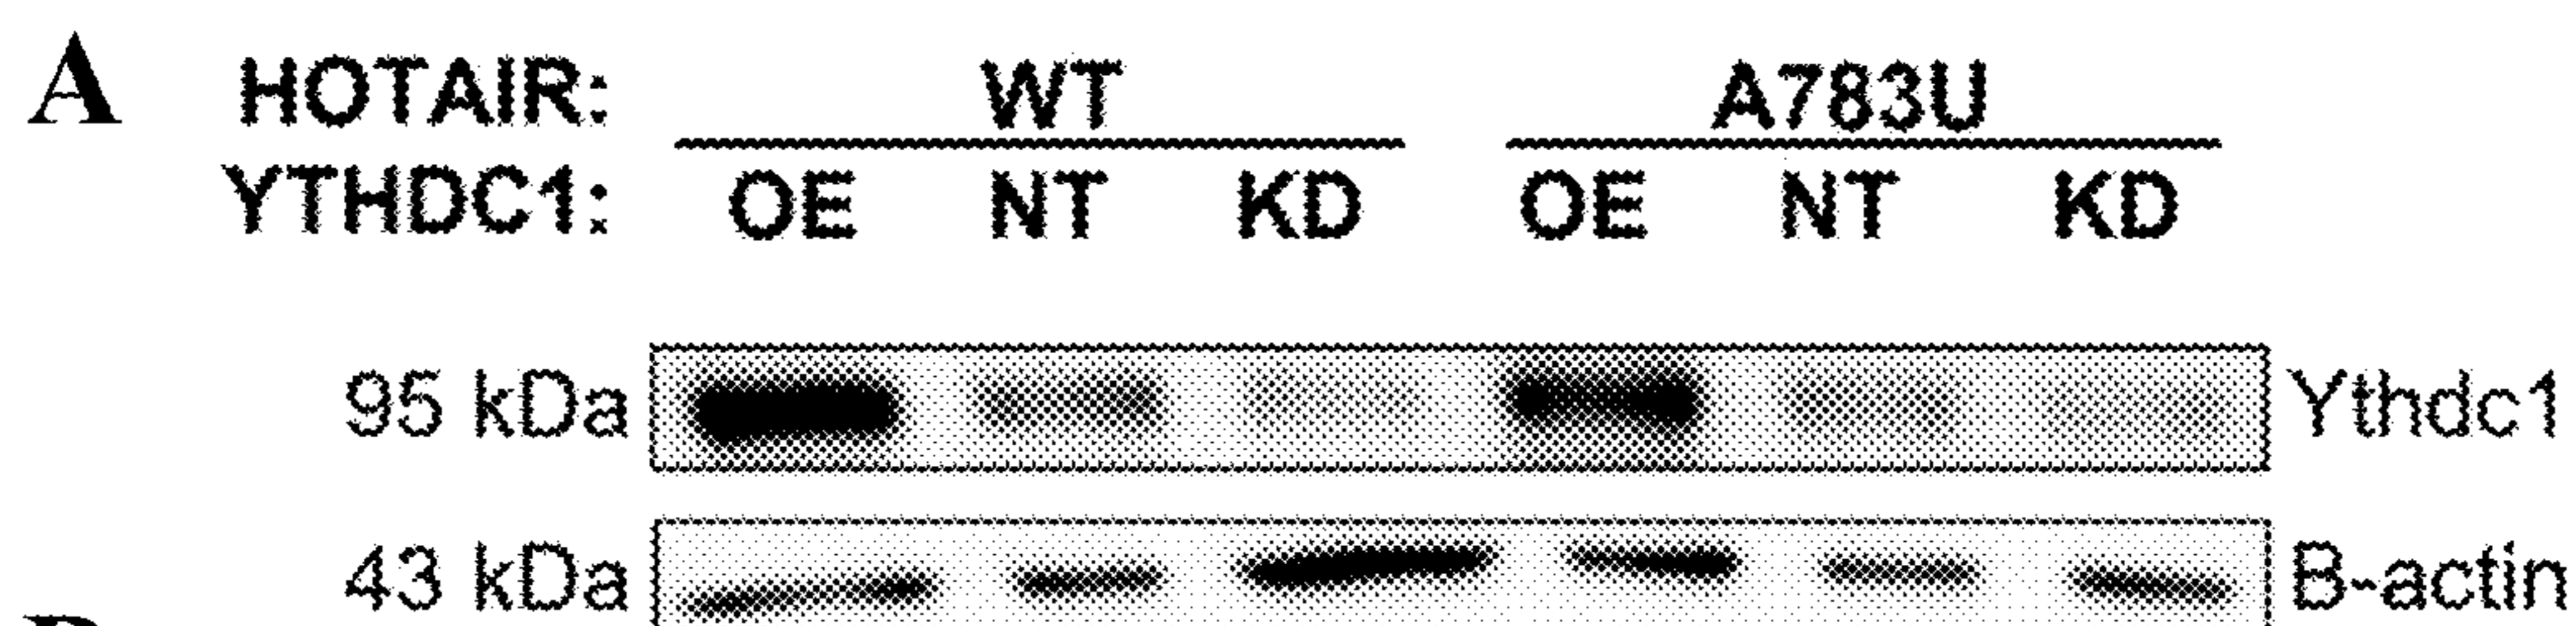 A
HOTAIR: WT A783U
YTHDC1: OE NT KD OE NT KD
95 kDa Ythdc1
43 kDa B-actin